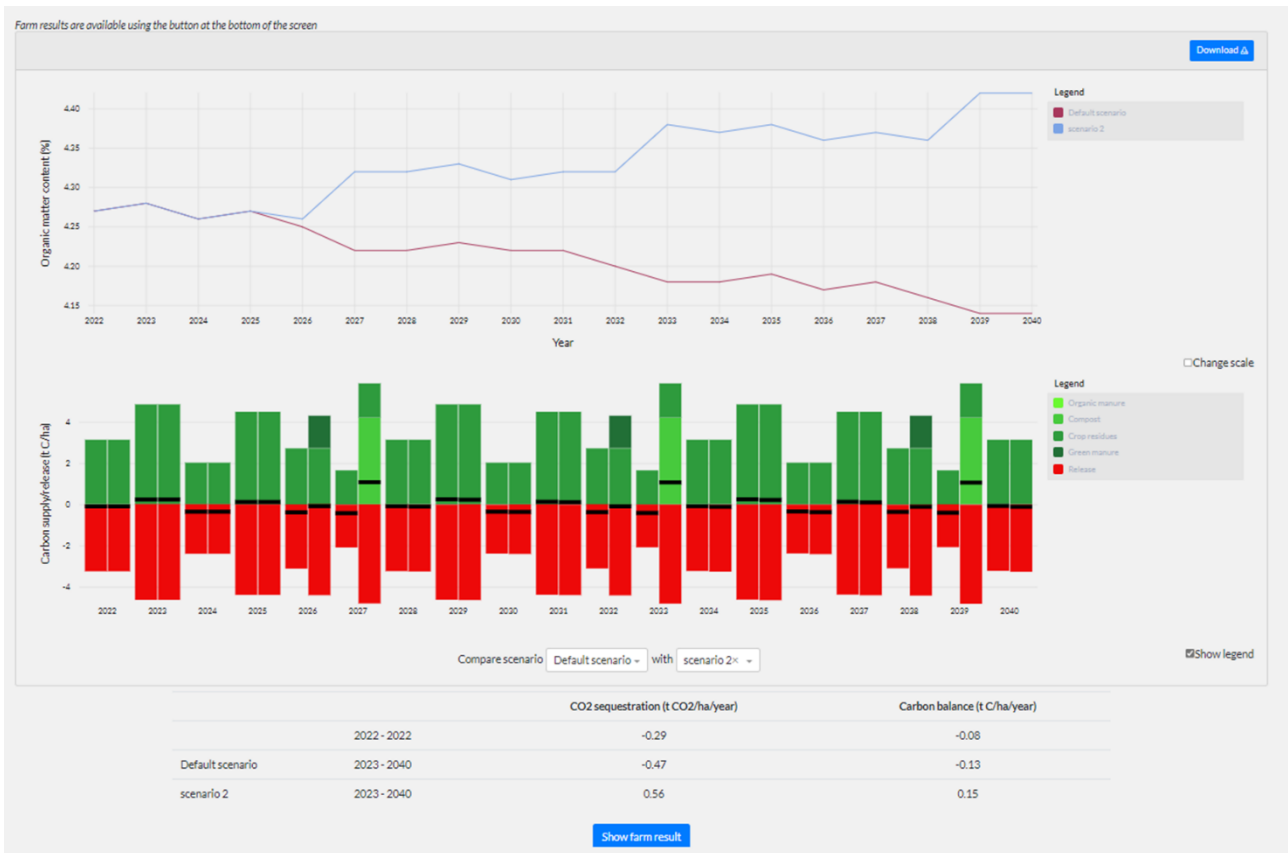 Farm results are available using the button at the bottom of the screen
Download
Legend
Default scenario
scenario 2
Organic matter content (%)
4.40
4.35
4.30
4.25
4.20
4.15
2022 2023 2024 2025 2026 2027 2028 2029 2030 2031 2032 2033 2034 2035 2036 2037 2038 2039 2040
Year
Change scale
Legend
Organic manure
Compost
Crop residues
Green manure
Release
Carbon supply/release (t C/ha)
4
2
0
-2
-4
2022 2023 2024 2025 2026 2027 2028 2029 2030 2031 2032 2033 2034 2035 2036 2037 2038 2039 2040
Compare scenario Default scenario with scenario 2×
Show legend
CO2 sequestration (t CO2/ha/year) Carbon balance (t C/ha/year)
2022 - 2022 -0.29 -0.08
Default scenario 2023 - 2040 -0.47 -0.13
scenario 2 2023 - 2040 0.56 0.15
Show farm result